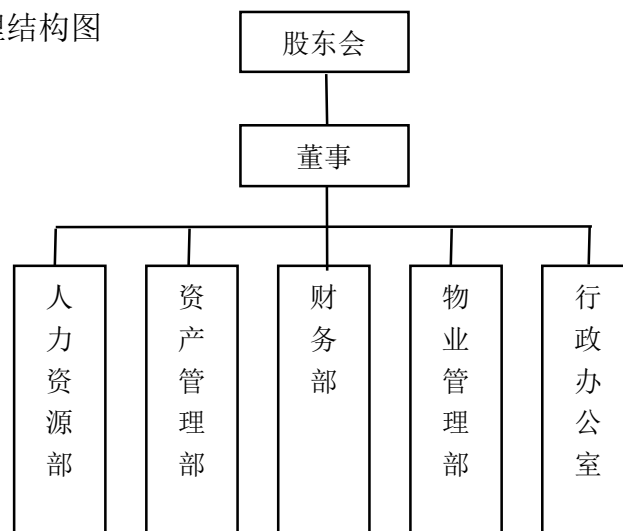 理结构图
股东会
董事
人力资源部
资产管理部
财务部
物业管理部
行政办公室